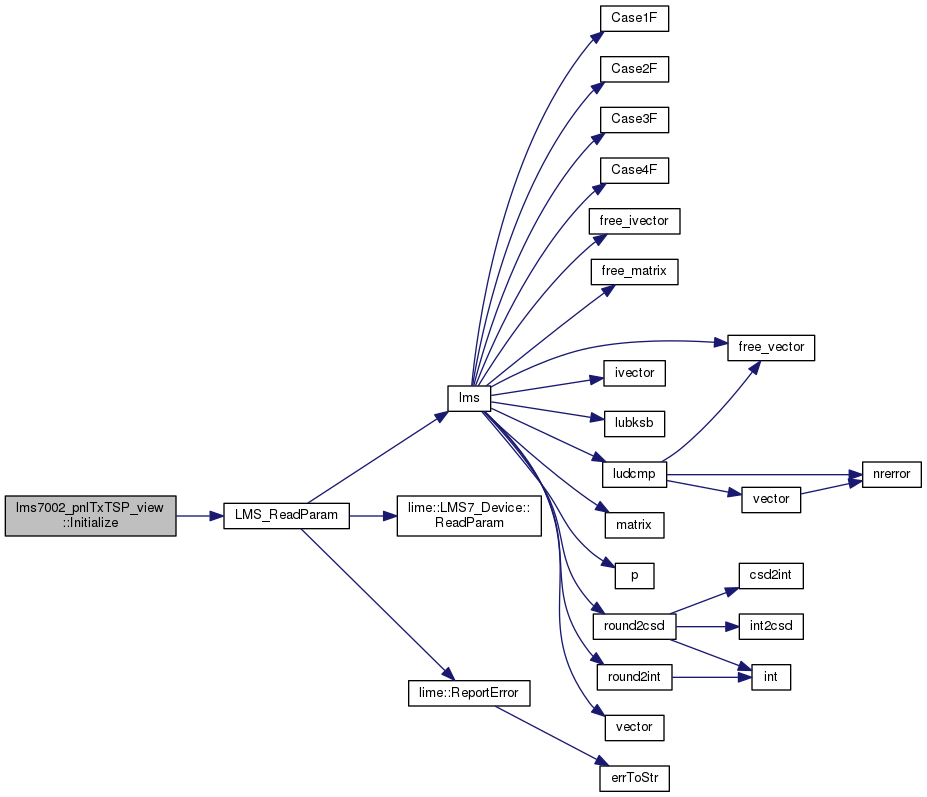 Case1F
Case2F
Case3F
Case4F
free_ivector
free_matrix
free_vector
ivector
lms
lubksb
ludcmp
nrerror
vector
lms7002_pnlTxTSP_view
::Initialize
LMS_ReadParam
lime::LMS7_Device::
ReadParam
matrix
p
csd2int
round2csd
int2csd
round2int
int
lime::ReportError
vector
errToStr